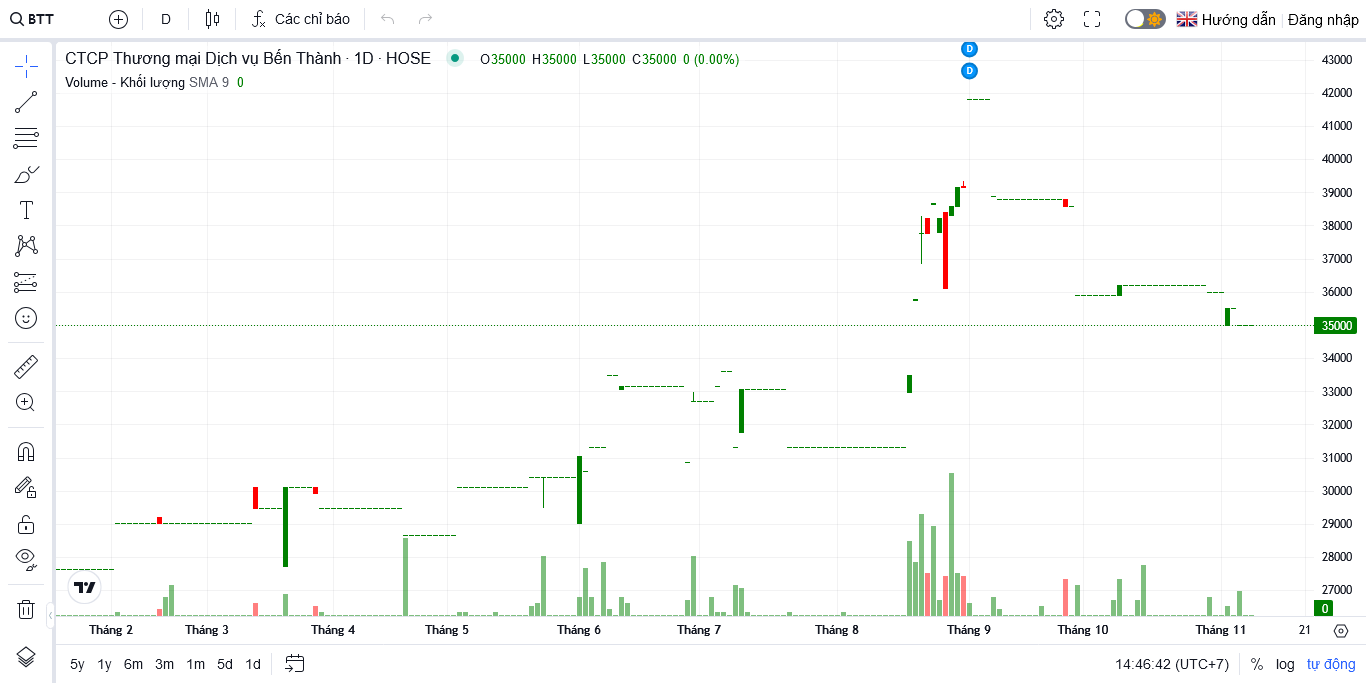 BTT D Các chỉ báo Hướng dẫn Đăng nhập
CTCP Thương mại Dịch vụ Bến Thành · 1D · HOSE O35000 H35000 L35000 C35000 0 (0.00%)
Volume - Khối lượng SMA 9 0
D
D
43000
42000
41000
40000
39000
38000
37000
36000
35000
34000
33000
32000
31000
30000
29000
28000
27000
0
Tháng 2 Tháng 3 Tháng 4 Tháng 5 Tháng 6 Tháng 7 Tháng 8 Tháng 9 Tháng 10 Tháng 11 21
5y 1y 6m 3m 1m 5d 1d 14:46:42 (UTC+7) % log tự động